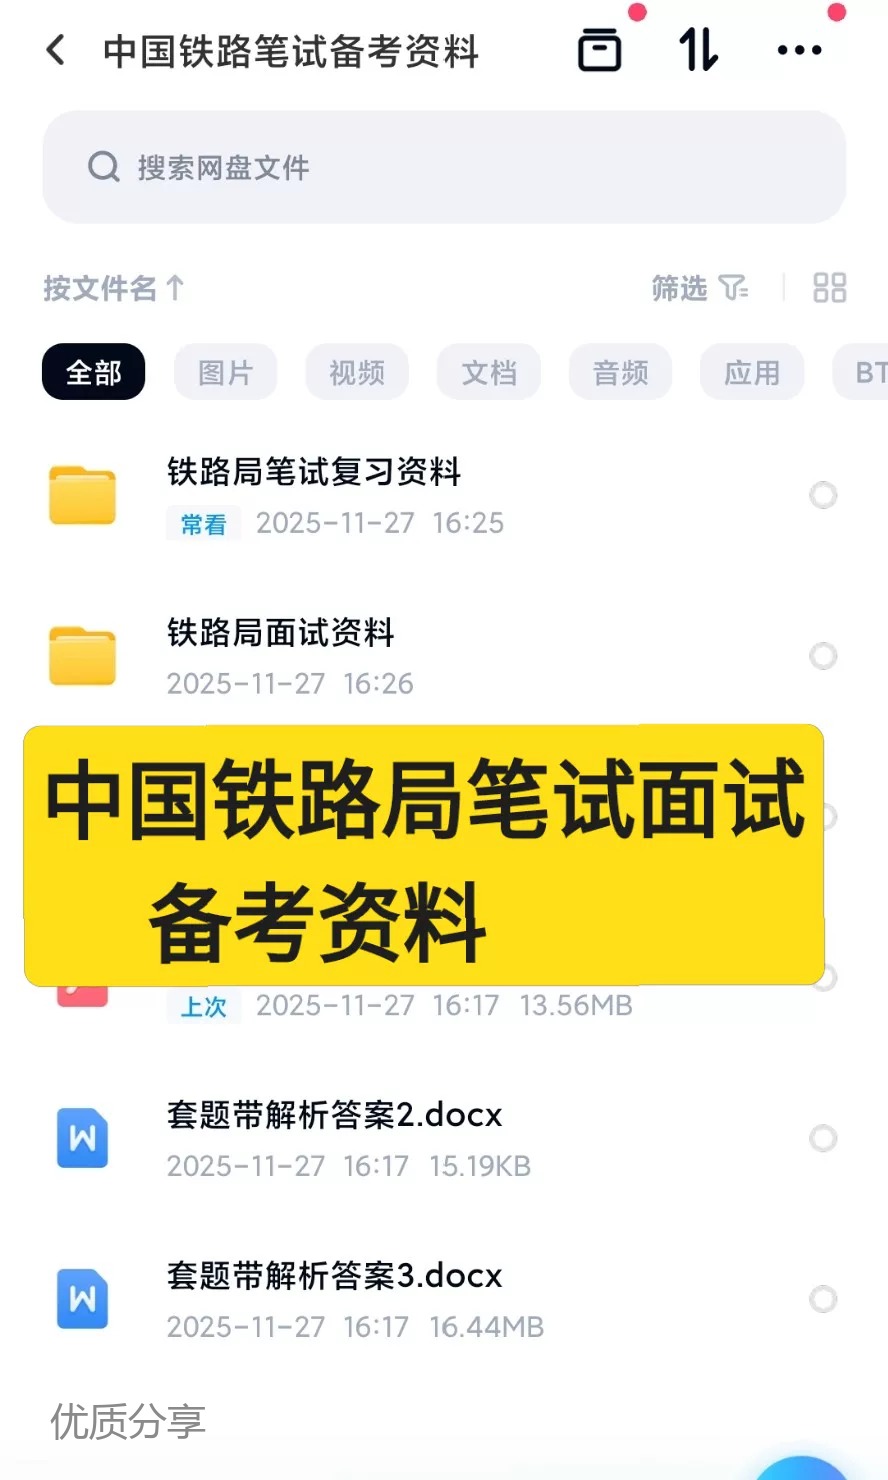 中国铁路笔试备考资料
搜索网盘文件
按文件名↑
筛选
全部 图片 视频 文档 音频 应用 BT
铁路局笔试复习资料
常看 2025-11-27 16:25
铁路局面试资料
2025-11-27 16:26
中国铁路局笔试面试
备考资料
上次 2025-11-27 16:17 13.56MB
套题带解析答案2.docx
2025-11-27 16:17 15.19KB
套题带解析答案3.docx
2025-11-27 16:17 16.44MB
优质分享